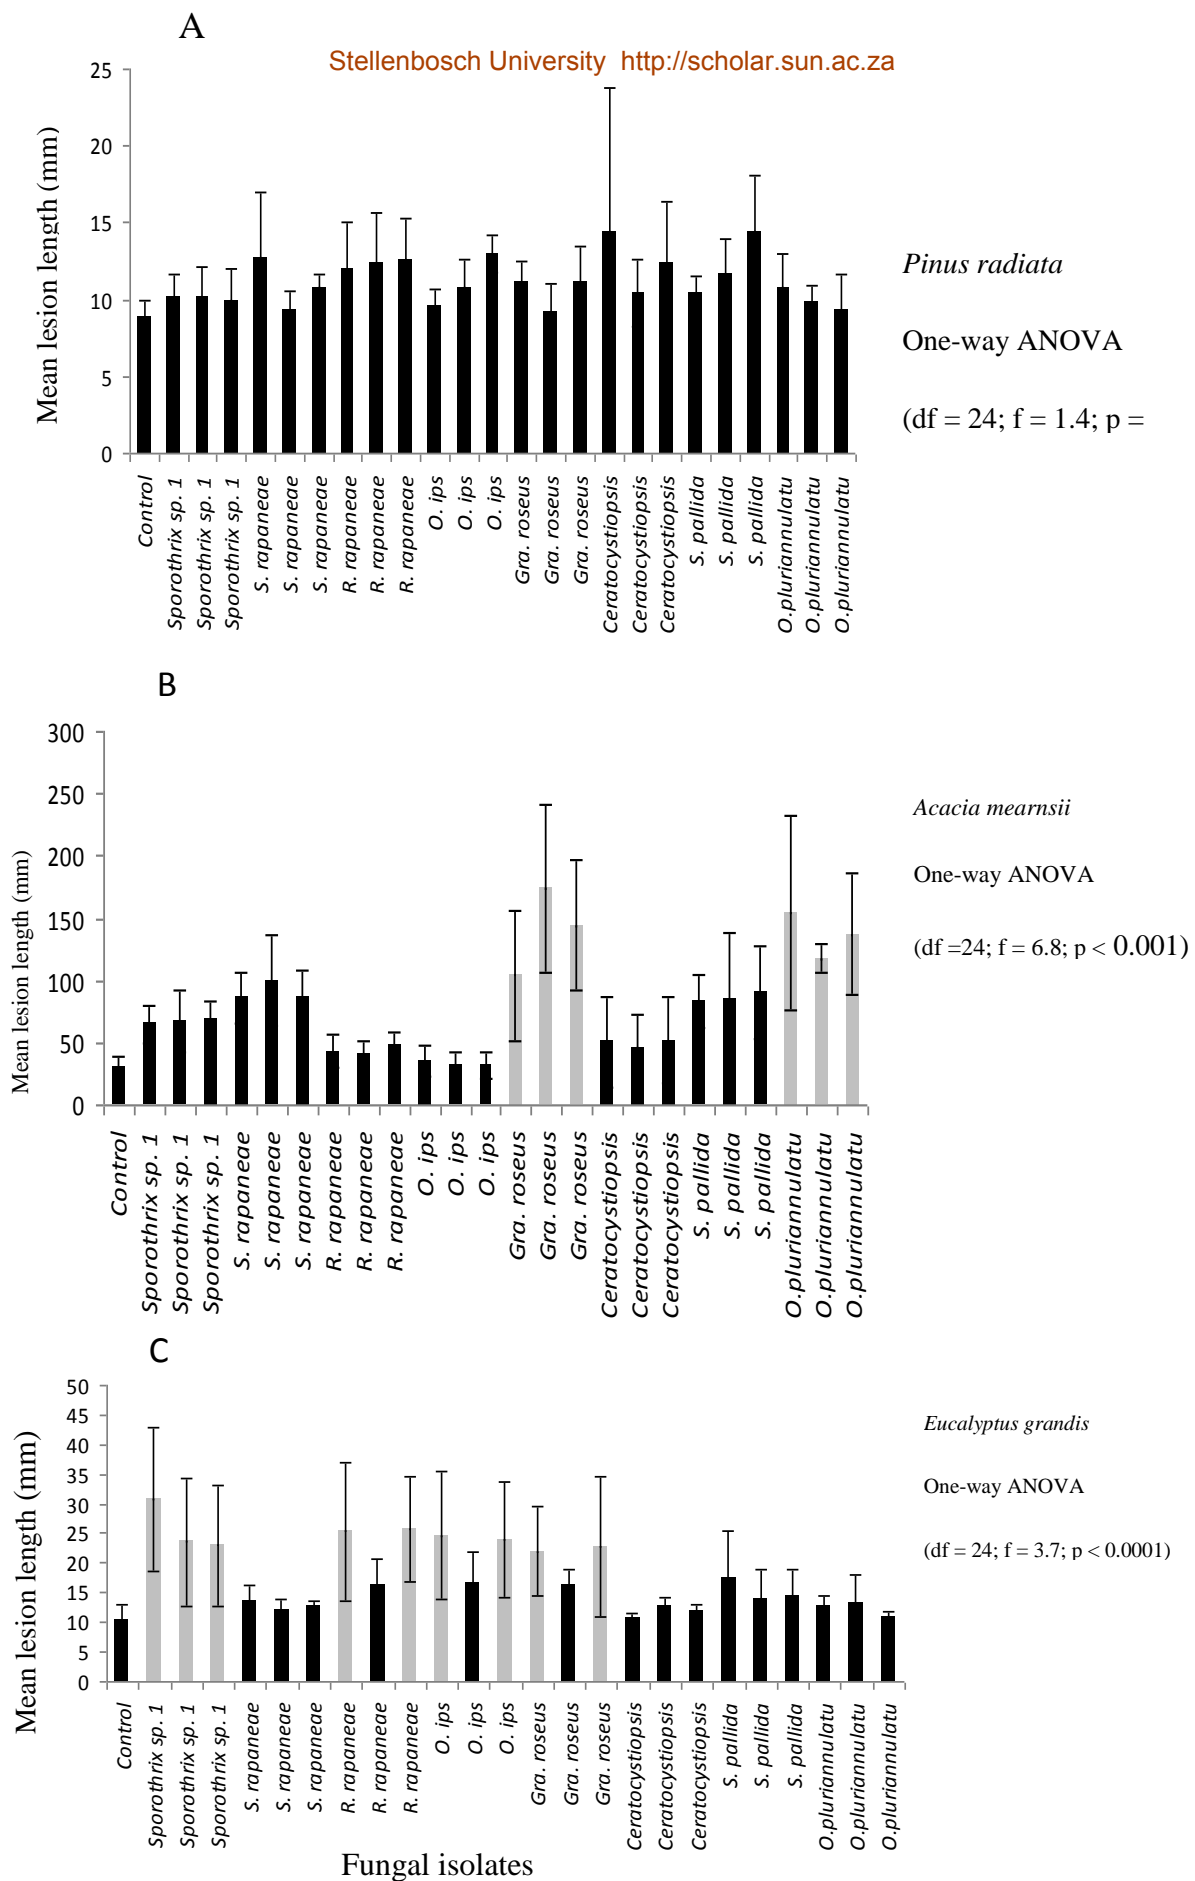 A
Stellenbosch University http://scholar.sun.ac.za
25
20
15
10
5
0
Mean lesion length (mm)
Control
Sporothrix sp. 1
Sporothrix sp. 1
Sporothrix sp. 1
S. rapaneae
S. rapaneae
S. rapaneae
R. rapaneae
R. rapaneae
R. rapaneae
O. ips
O. ips
O. ips
Gra. roseus
Gra. roseus
Gra. roseus
Ceratocystiopsis
Ceratocystiopsis
Ceratocystiopsis
S. pallida
S. pallida
S. pallida
O.pluriannulatu
O.pluriannulatu
O.pluriannulatu
Pinus radiata
One-way ANOVA
(df = 24; f = 1.4; p =
B
300
250
200
150
100
50
0
Mean lesion length (mm)
Control
Sporothrix sp. 1
Sporothrix sp. 1
Sporothrix sp. 1
S. rapaneae
S. rapaneae
S. rapaneae
R. rapaneae
R. rapaneae
R. rapaneae
O. ips
O. ips
O. ips
Gra. roseus
Gra. roseus
Gra. roseus
Ceratocystiopsis
Ceratocystiopsis
Ceratocystiopsis
S. pallida
S. pallida
S. pallida
O.pluriannulatu
O.pluriannulatu
O.pluriannulatu
Acacia mearnsii
One-way ANOVA
(df =24; f = 6.8; p < 0.001)
C
50
45
40
35
30
25
20
15
10
5
0
Mean lesion length (mm)
Control
Sporothrix sp. 1
Sporothrix sp. 1
Sporothrix sp. 1
S. rapaneae
S. rapaneae
S. rapaneae
R. rapaneae
R. rapaneae
R. rapaneae
O. ips
O. ips
O. ips
Gra. roseus
Gra. roseus
Gra. roseus
Ceratocystiopsis
Ceratocystiopsis
Ceratocystiopsis
S. pallida
S. pallida
S. pallida
O.pluriannulatu
O.pluriannulatu
O.pluriannulatu
Eucalyptus grandis
One-way ANOVA
(df = 24; f = 3.7; p < 0.0001)
Fungal isolates